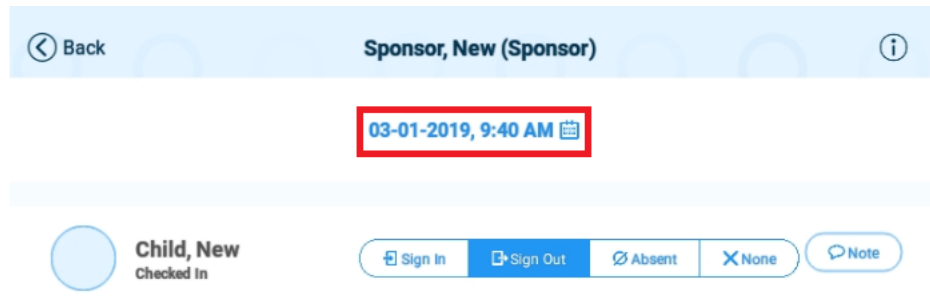 Back
Sponsor, New (Sponsor)
03-01-2019, 9:40 AM
Child, New
Checked In
Sign In
Sign Out
Absent
None
Note